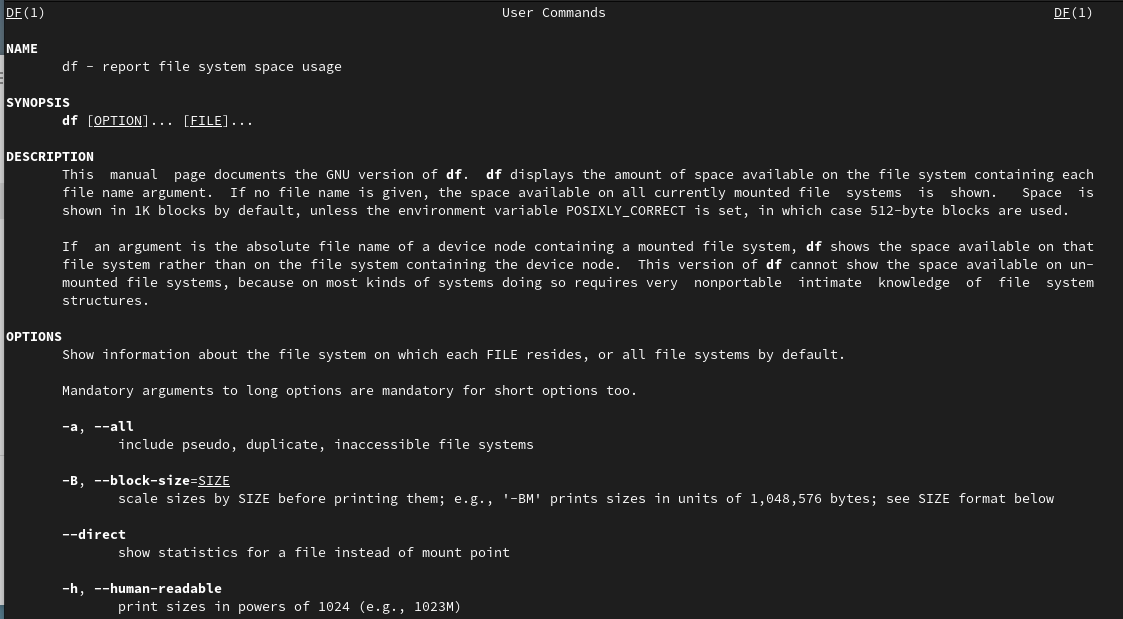 DF(1) User Commands DF(1)
NAME
df - report file system space usage
SYNOPSIS
df [OPTION]... [FILE]...
DESCRIPTION
This manual page documents the GNU version of df. df displays the amount of space available on the file system containing each
file name argument. If no file name is given, the space available on all currently mounted file systems is shown. Space is
shown in 1K blocks by default, unless the environment variable POSIXLY_CORRECT is set, in which case 512-byte blocks are used.
If an argument is the absolute file name of a device node containing a mounted file system, df shows the space available on that
file system rather than on the file system containing the device node. This version of df cannot show the space available on un-
mounted file systems, because on most kinds of systems doing so requires very nonportable intimate knowledge of file system
structures.
OPTIONS
Show information about the file system on which each FILE resides, or all file systems by default.
Mandatory arguments to long options are mandatory for short options too.
-a, --all
include pseudo, duplicate, inaccessible file systems
-B, --block-size=SIZE
scale sizes by SIZE before printing them; e.g., '-BM' prints sizes in units of 1,048,576 bytes; see SIZE format below
--direct
show statistics for a file instead of mount point
-h, --human-readable
print sizes in powers of 1024 (e.g., 1023M)